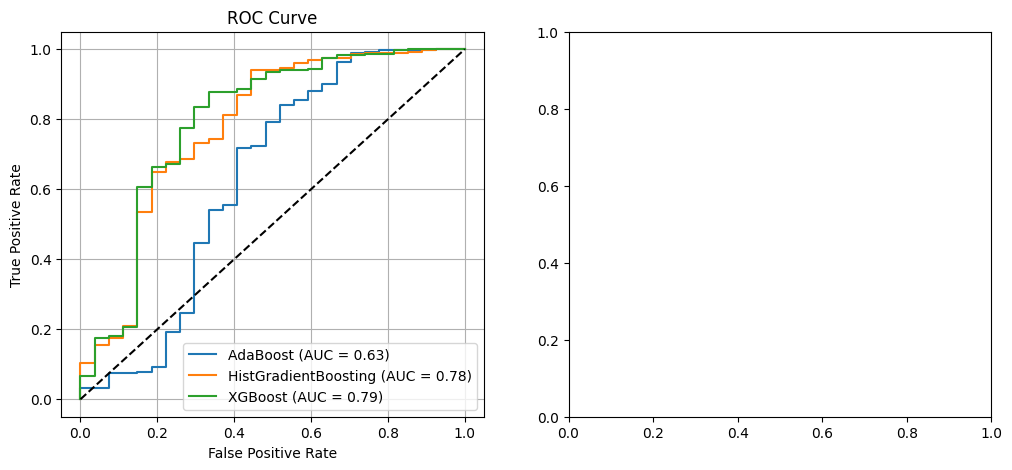 ROC Curve
True Positive Rate
1.0
0.8
0.6
0.4
0.2
0.0
AdaBoost (AUC = 0.63)
HistGradientBoosting (AUC = 0.78)
XGBoost (AUC = 0.79)
0.0 0.2 0.4 0.6 0.8 1.0
False Positive Rate
1.0
0.8
0.6
0.4
0.2
0.0
0.0 0.2 0.4 0.6 0.8 1.0